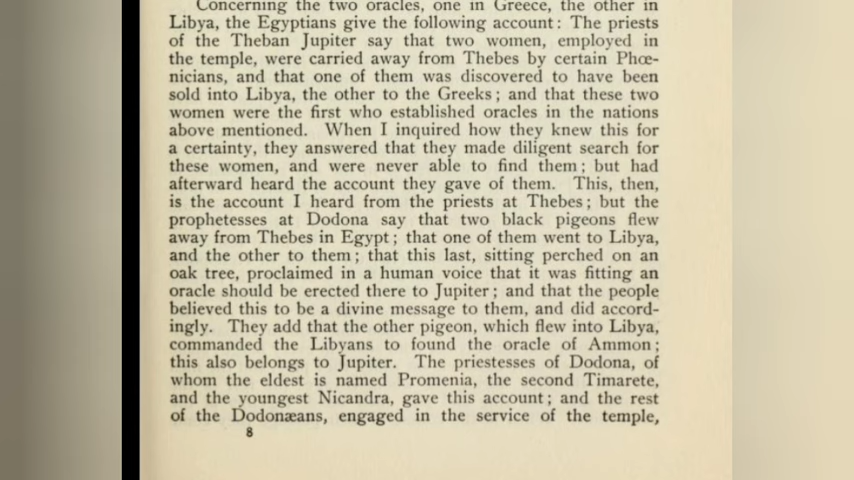 Concerning the two oracles, one in Greece, the other in
Libya, the Egyptians give the following account: The priests
of the Theban Jupiter say that two women, employed in
the temple, were carried away from Thebes by certain Phœ-
nicians, and that one of them was discovered to have been
sold into Libya, the other to the Greeks; and that these two
women were the first who established oracles in the nations
above mentioned. When I inquired how they knew this for
a certainty, they answered that they made diligent search for
these women, and were never able to find them; but had
afterward heard the account they gave of them. This, then,
is the account I heard from the priests at Thebes; but the
prophetesses at Dodona say that two black pigeons flew
away from Thebes in Egypt; that one of them went to Libya,
and the other to them; that this last, sitting perched on an
oak tree, proclaimed in a human voice that it was fitting an
oracle should be erected there to Jupiter; and that the people
believed this to be a divine message to them, and did accord-
ingly. They add that the other pigeon, which flew into Libya,
commanded the Libyans to found the oracle of Ammon;
this also belongs to Jupiter. The priestesses of Dodona, of
whom the eldest is named Promenia, the second Timarete,
and the youngest Nicandra, gave this account; and the rest
of the Dodonæans, engaged in the service of the temple,
8